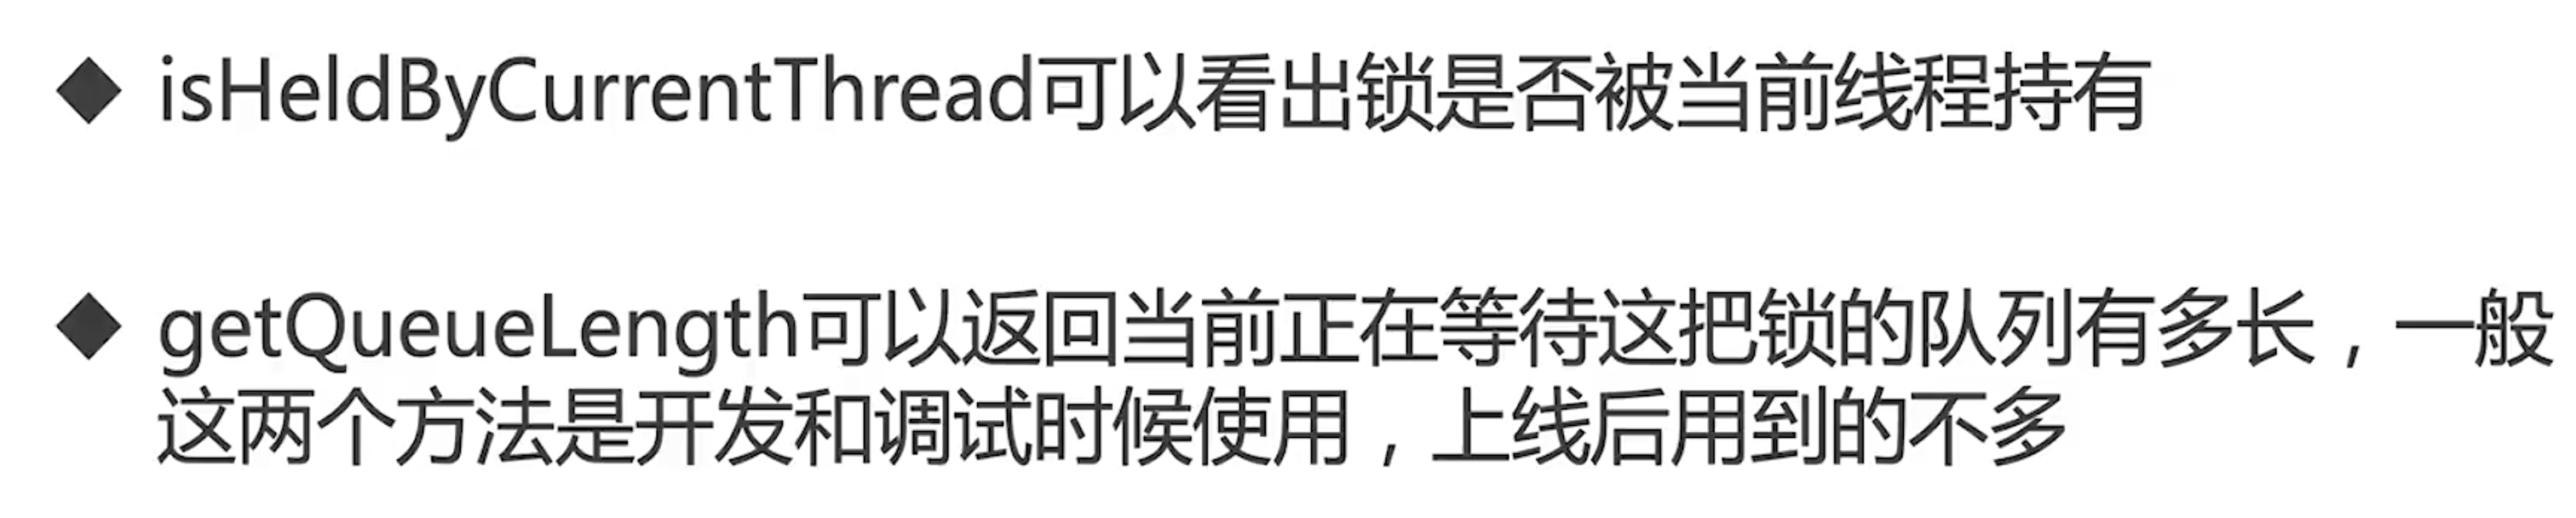 ◆ isHeldByCurrentThread可以看出锁是否被当前线程持有
◆ getQueueLength可以返回当前正在等待这把锁的队列有多长，一般
这两个方法是开发和调试时候使用，上线后用到的不多